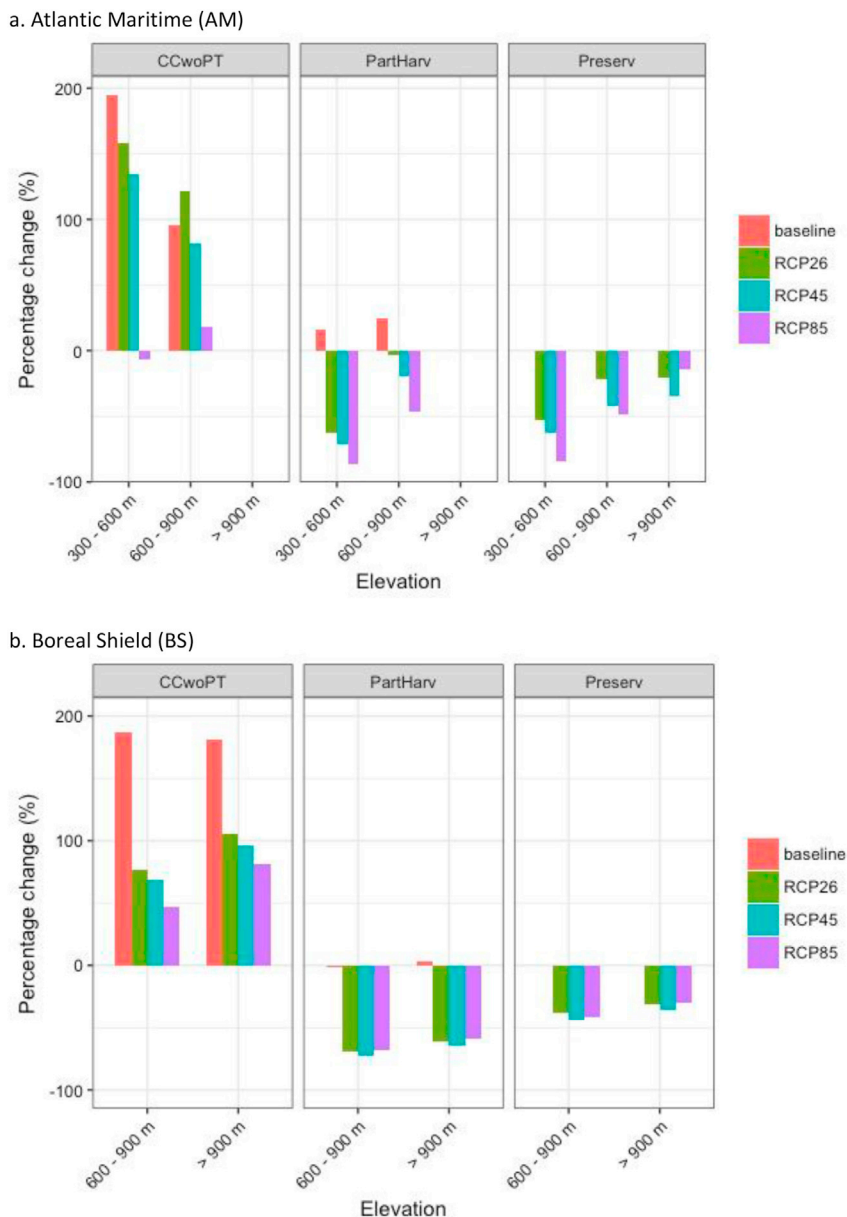 a. Atlantic Maritime (AM)
CCwoPT PartHarv Preserv
200
100
0
-100
Percentage change (%)
300 - 600 m 600 - 900 m > 900 m 300 - 600 m 600 - 900 m > 900 m 300 - 600 m 600 - 900 m > 900 m
Elevation
baseline
RCP26
RCP45
RCP85
b. Boreal Shield (BS)
CCwoPT PartHarv Preserv
200
100
0
-100
Percentage change (%)
600 - 900 m > 900 m 600 - 900 m > 900 m 600 - 900 m > 900 m
Elevation
baseline
RCP26
RCP45
RCP85